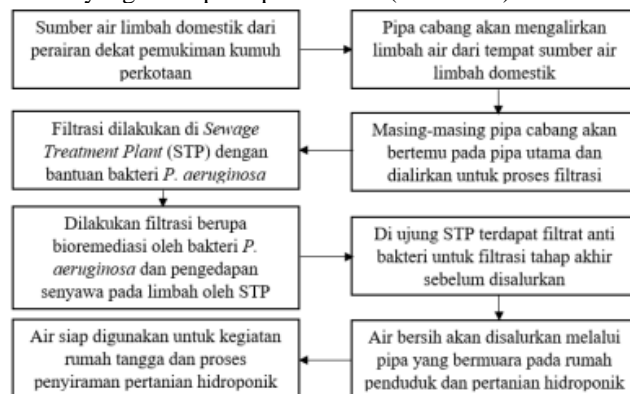 Sumber air limbah domestik dari
perairan dekat pemukiman kumuh
perkotaan
Pipa cabang akan mengalirkan
limbah air dari tempat sumber air
limbah domestik
Masing-masing pipa cabang akan
bertemu pada pipa utama dan
dialirkan untuk proses filtrasi
Filtrasi dilakukan di Sewage
Treatment Plant (STP) dengan
bantuan bakteri P. aeruginosa
Dilakukan filtrasi berupa
bioremediasi oleh bakteri P.
aeruginosa dan pengedapan
senyawa pada limbah oleh STP
Di ujung STP terdapat filtrat anti
bakteri untuk filtrasi tahap akhir
sebelum disalurkan
Air bersih akan disalurkan melalui
pipa yang bermuara pada rumah
penduduk dan pertanian hidroponik
Air siap digunakan untuk kegiatan
rumah tangga dan proses
penyiraman pertanian hidroponik